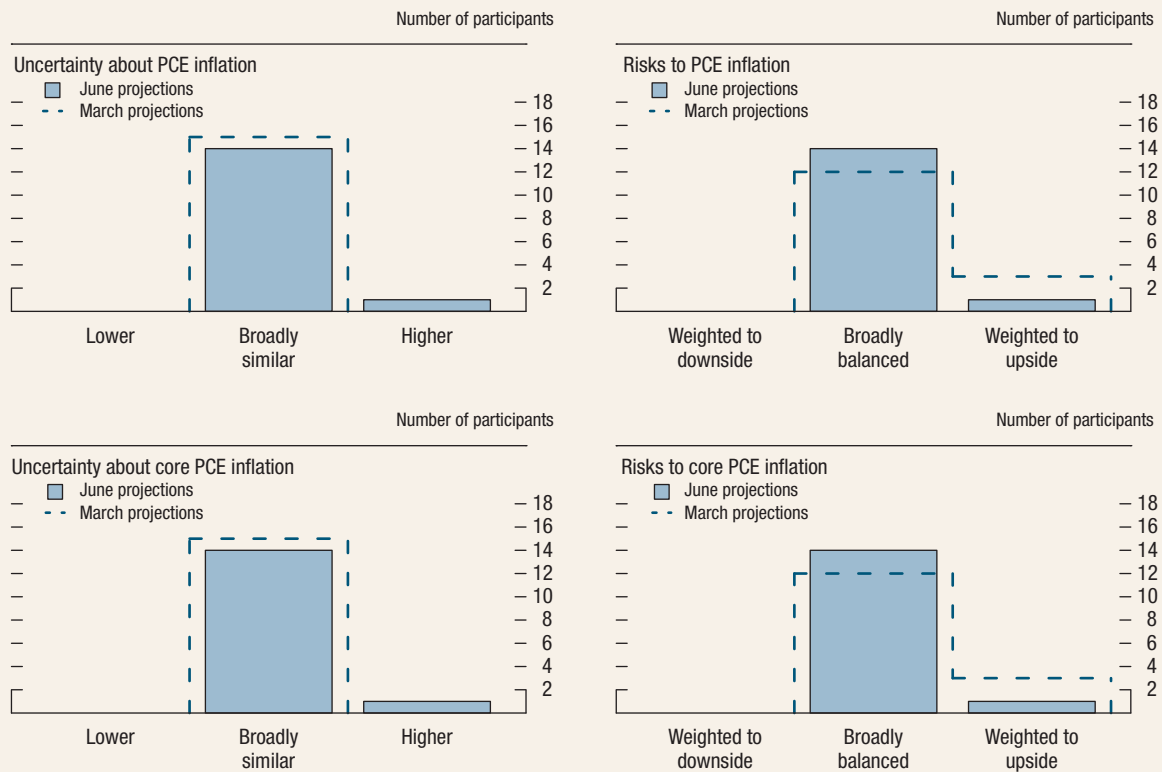 Number of participants
Uncertainty about PCE inflation
June projections
March projections
18
16
14
12
10
8
6
4
2
Lower
Broadly
similar
Higher
Number of participants
Risks to PCE inflation
June projections
March projections
18
16
14
12
10
8
6
4
2
Weighted to
downside
Broadly
balanced
Weighted to
upside
Number of participants
Uncertainty about core PCE inflation
June projections
March projections
18
16
14
12
10
8
6
4
2
Lower
Broadly
similar
Higher
Number of participants
Risks to core PCE inflation
June projections
March projections
18
16
14
12
10
8
6
4
2
Weighted to
downside
Broadly
balanced
Weighted to
upside